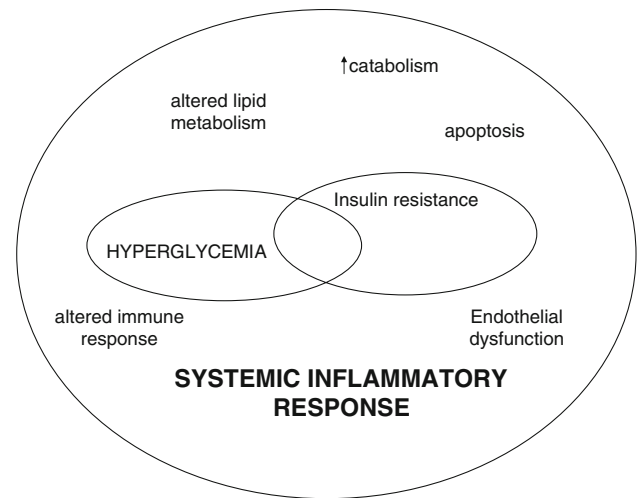 ↑catabolism
altered lipid
metabolism
apoptosis
Insulin resistance
HYPERGLYCEMIA
altered immune
response
Endothelial
dysfunction
SYSTEMIC INFLAMMATORY
RESPONSE